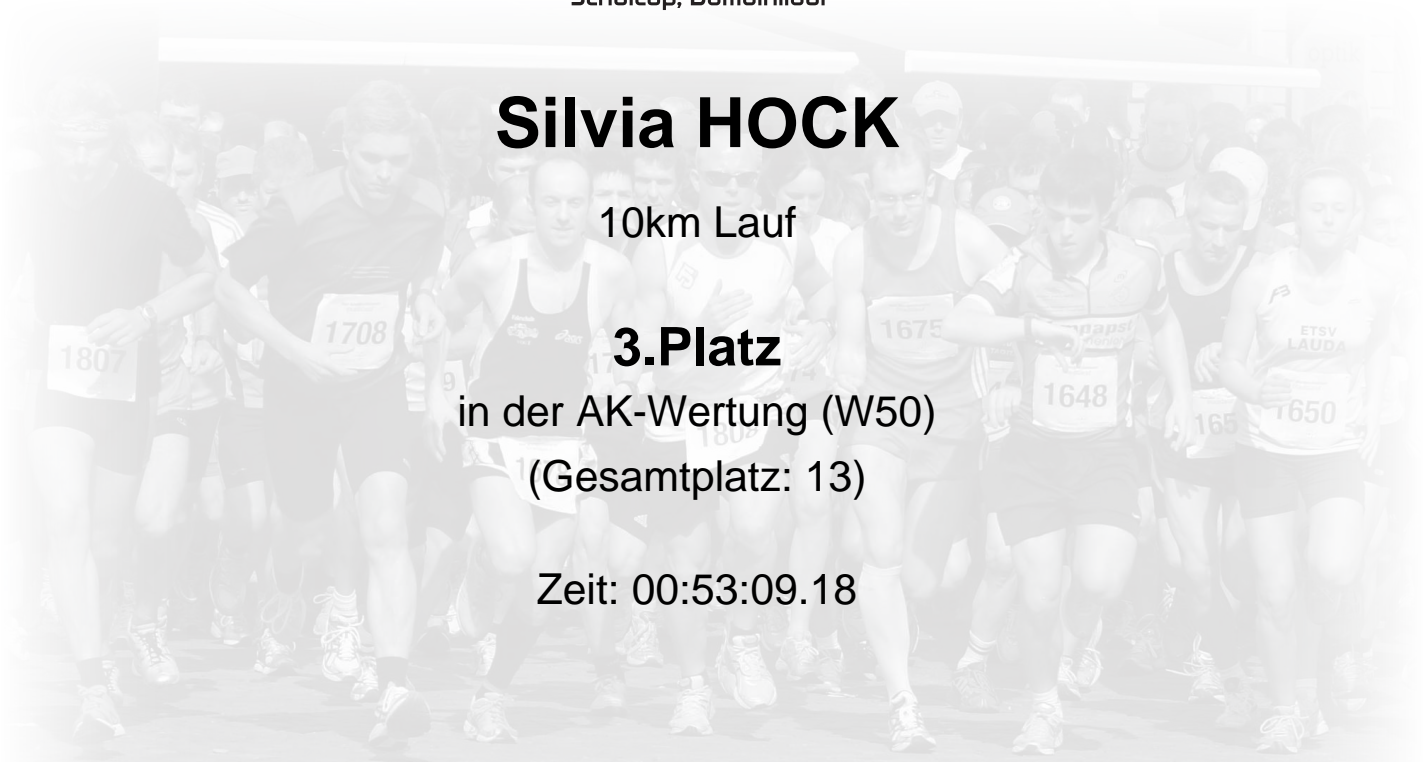 Silvia HOCK
10km Lauf
3.Platz
in der AK-Wertung (W50)
(Gesamtplatz: 13)
Zeit: 00:53:09.18
1807
1708
1675
1648
1650
165
ETSV
LAUDA